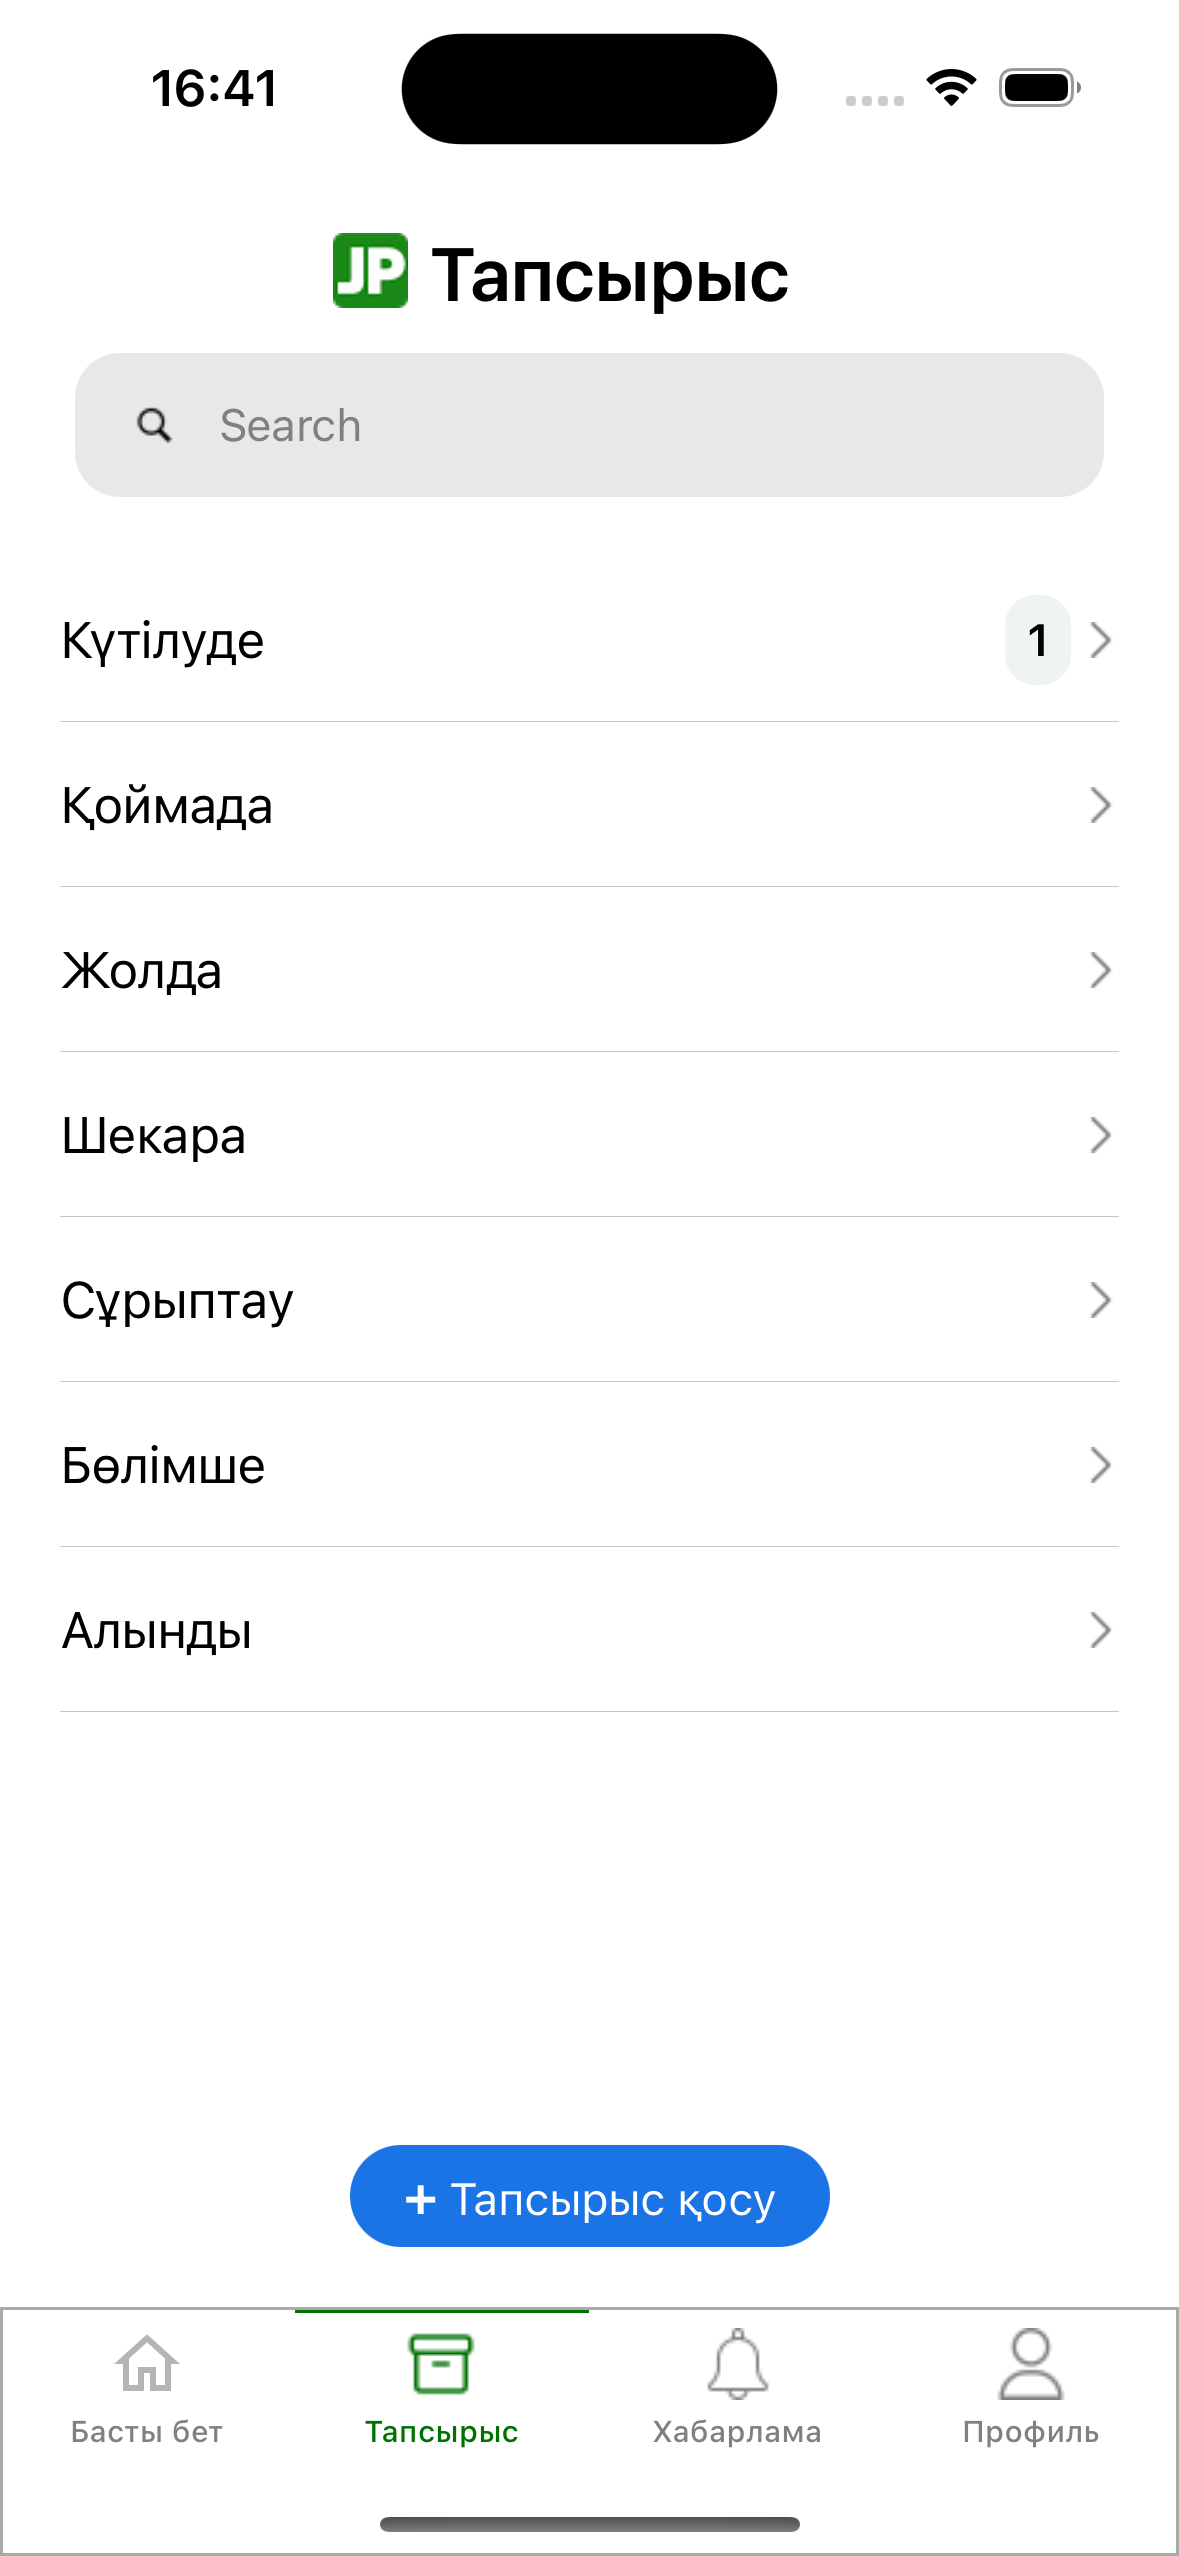 16:41
JP Тапсырыс
Search
Күтілуде 1
Қоймада
Жолда
Шекара
Сұрыптау
Бөлімше
Алынды
+ Тапсырыс қосу
Басты бет Тапсырыс Хабарлама Профиль